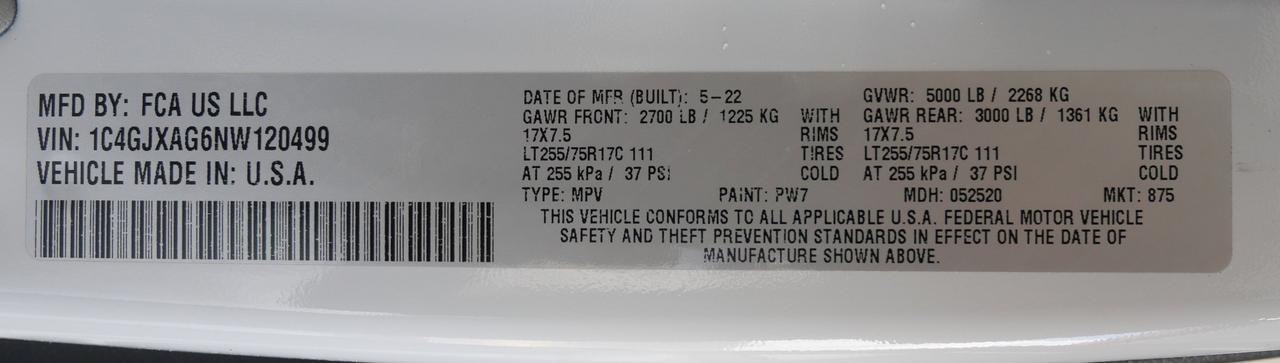 MFD BY: FCA US LLC
VIN: 1C4GJXAG6NW120499
VEHICLE MADE IN: U.S.A.
DATE OF MFR (BUILT): 5-22 GVWR: 5000 LB / 2268 KG
GAWR FRONT: 2700 LB / 1225 KG WITH GAWR REAR: 3000 LB / 1361 KG WITH
17X7.5 RIMS 17X7.5 RIMS
LT255/75R17C 111 TIRES LT255/75R17C 111 TIRES
AT 255 kPa / 37 PSI COLD AT 255 kPa / 37 PSI COLD
TYPE: MPV PAINT: PW7 MDH: 052520 MKT: 875
THIS VEHICLE CONFORMS TO ALL APPLICABLE U.S.A. FEDERAL MOTOR VEHICLE
SAFETY AND THEFT PREVENTION STANDARDS IN EFFECT ON THE DATE OF
MANUFACTURE SHOWN ABOVE.